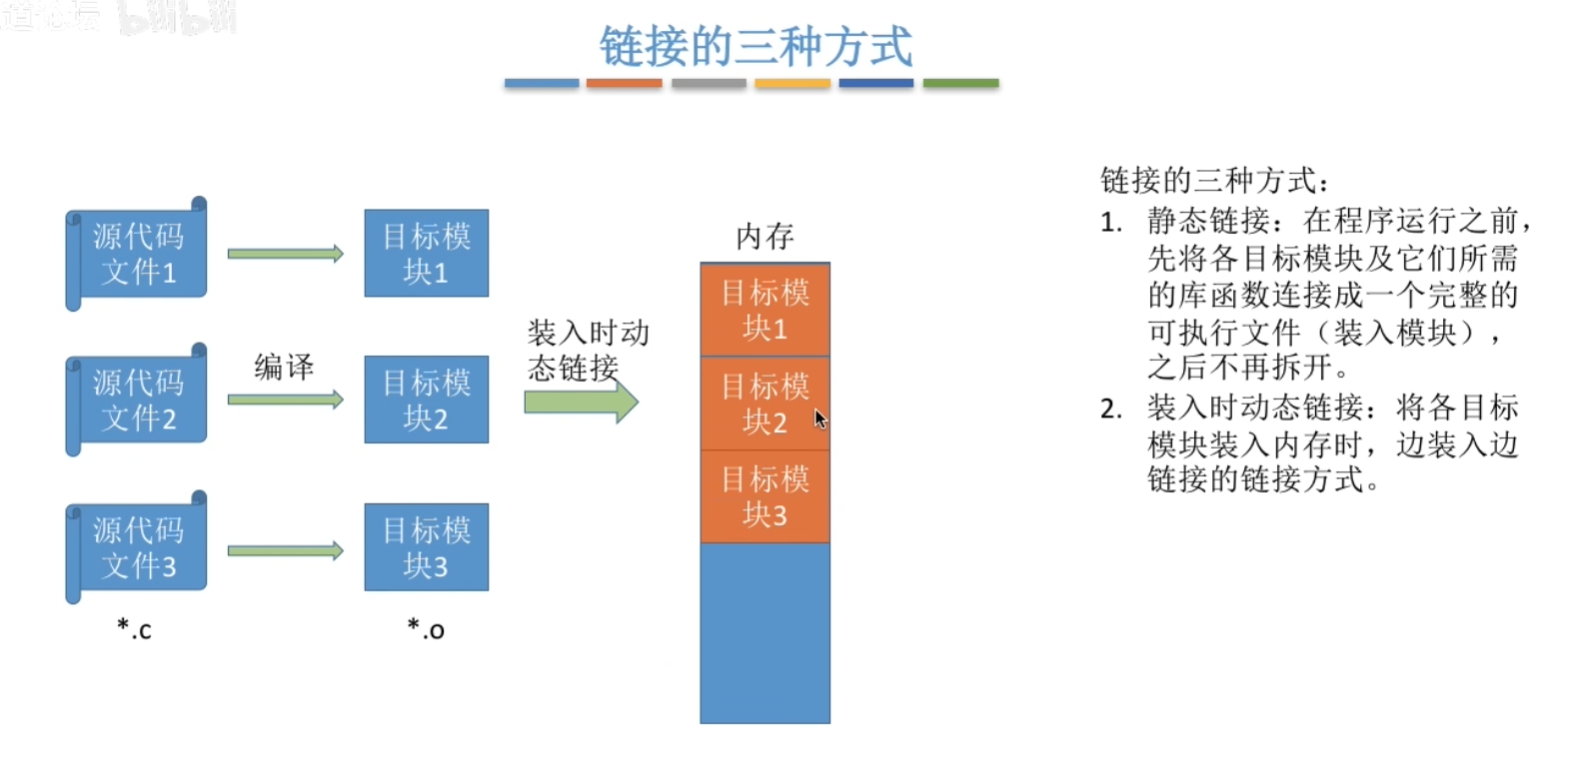 bilibili
链接的三种方式
源代码
文件1
目标模
块1
内存
目标模
块1
装入时动
态链接
编译
源代码
文件2
目标模
块2
目标模
块2
目标模
块3
源代码
文件3
目标模
块3
*.c
*.o
链接的三种方式：
1. 静态链接：在程序运行之前，
先将各目标模块及它们所需
的库函数连接成一个完整的
可执行文件（装入模块），
之后不再拆开。
2. 装入时动态链接：将各目标
模块装入内存时，边装入边
链接的链接方式。